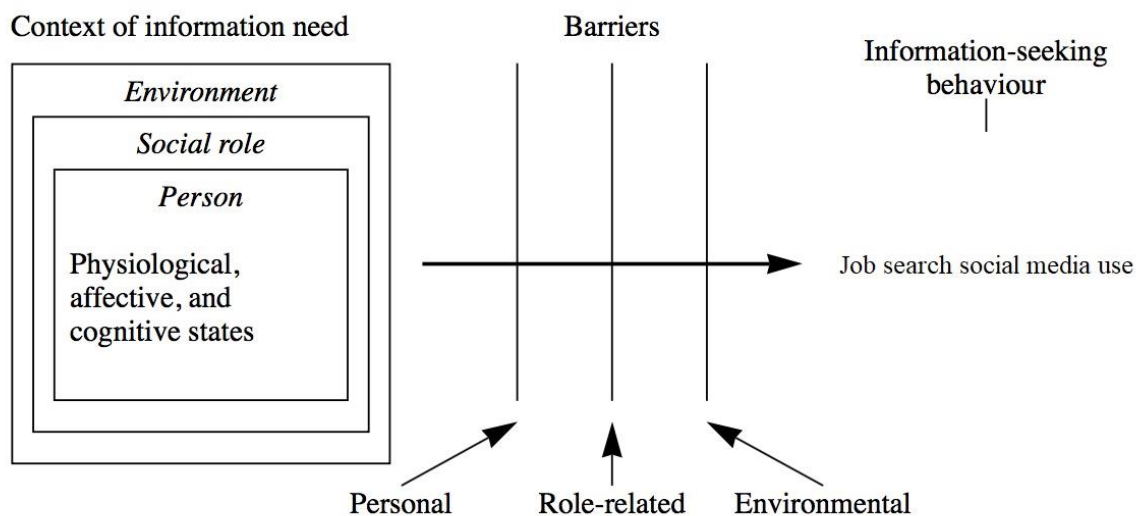 Context of information need
Barriers
Information-seeking
behaviour
Environment
Social role
Person
Physiological,
affective, and
cognitive states
Job search social media use
Personal
Role-related
Environmental